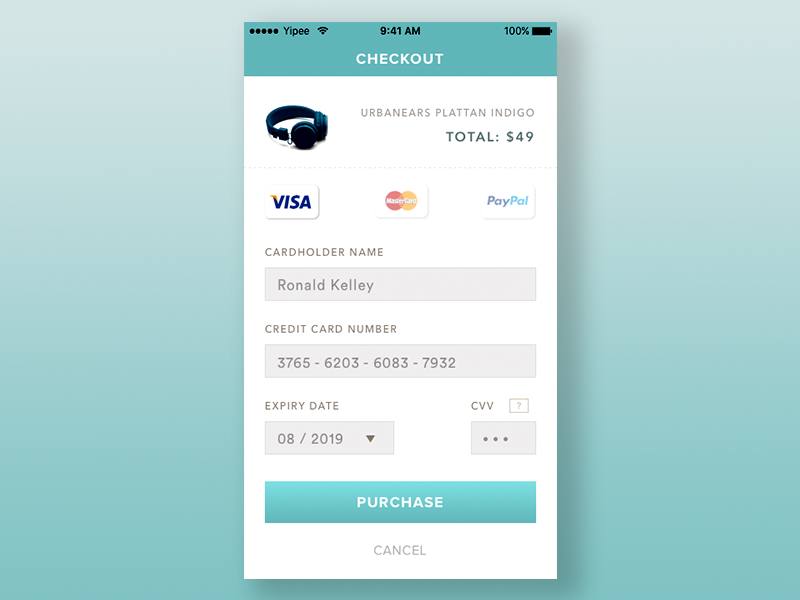 Yipee 9:41 AM 100%
CHECKOUT
URBANEARS PLATTAN INDIGO
TOTAL: $49
VISA MasterCard PayPal
CARDHOLDER NAME
Ronald Kelley
CREDIT CARD NUMBER
3765 - 6203 - 6083 - 7932
EXPIRY DATE CVV ?
08 / 2019 •••
PURCHASE
CANCEL